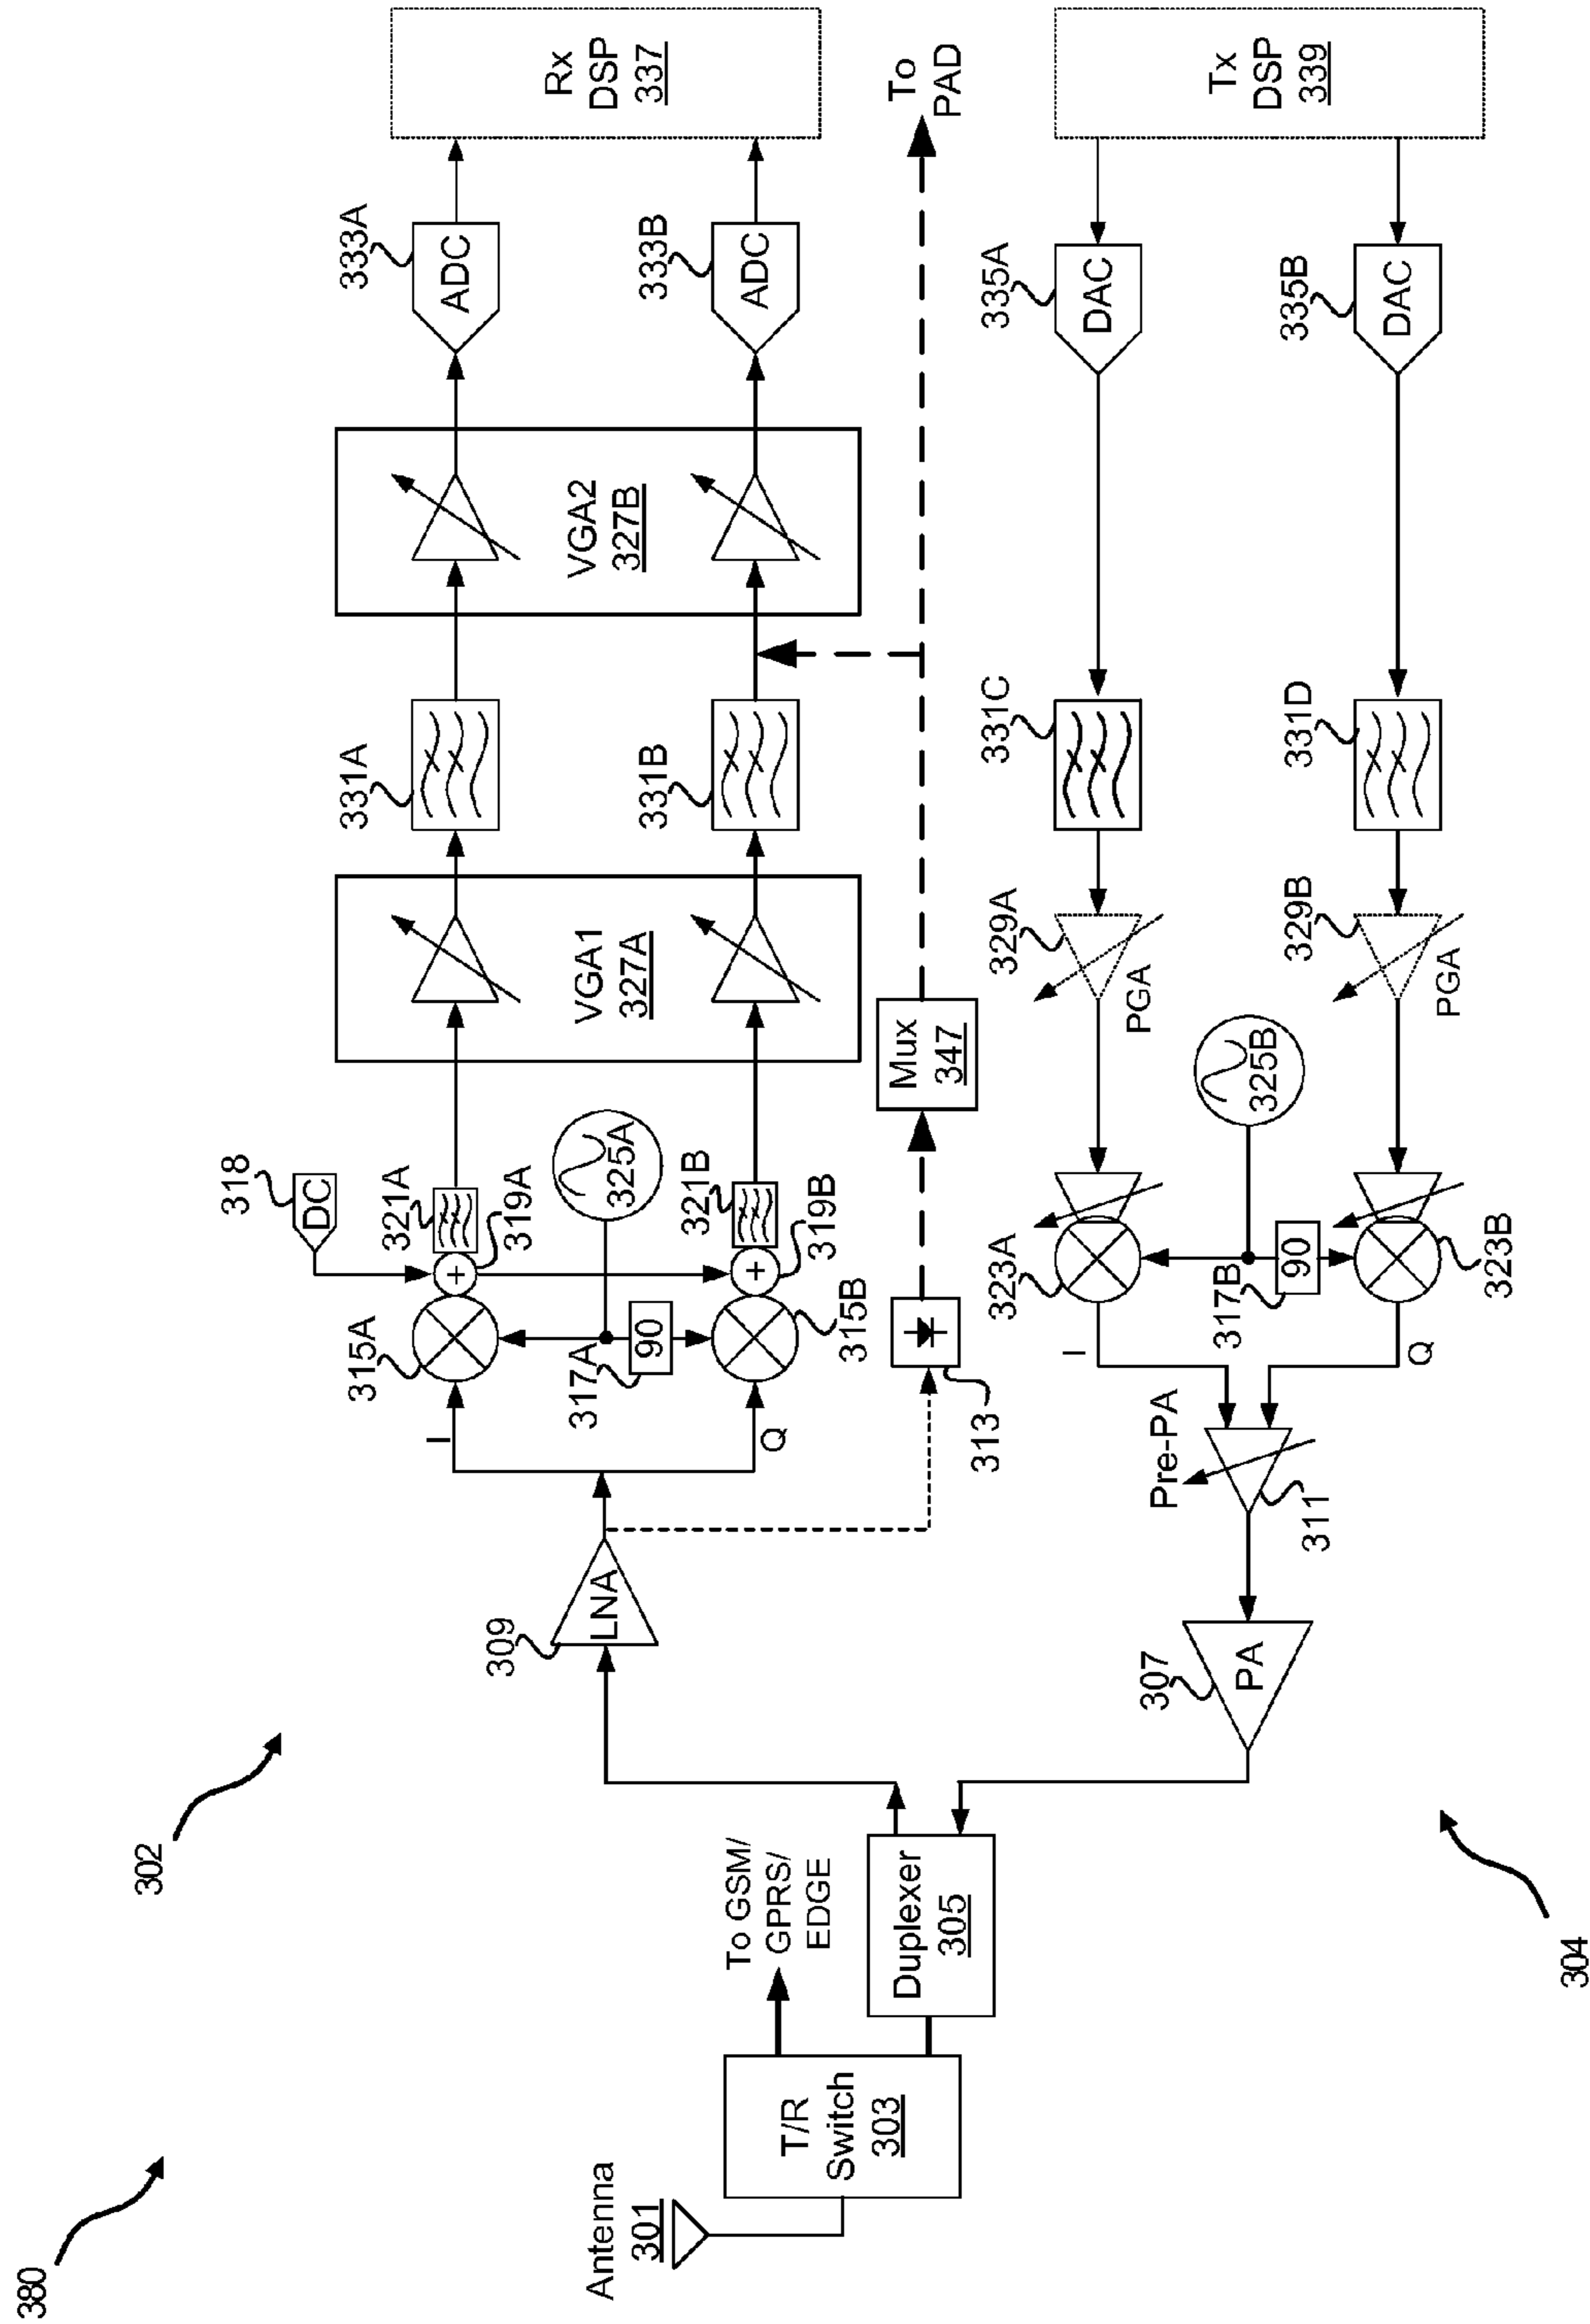 380
302
304
Antenna
301
T/R
Switch
303
To GSM/
GPRS/
EDGE
Duplexer
305
309
LNA
I
Q
315A
317A
90
315B
318
DC
321A
+
319A
325A
321B
+
319B
VGA1
327A
331A
331B
VGA2
327B
333A
ADC
333B
ADC
Rx
DSP
337
313
Mux
347
To
PAD
307
PA
Pre-PA
311
I
Q
323A
317B
90
323B
325B
329A
PGA
329B
PGA
331C
331D
335A
DAC
335B
DAC
Tx
DSP
339